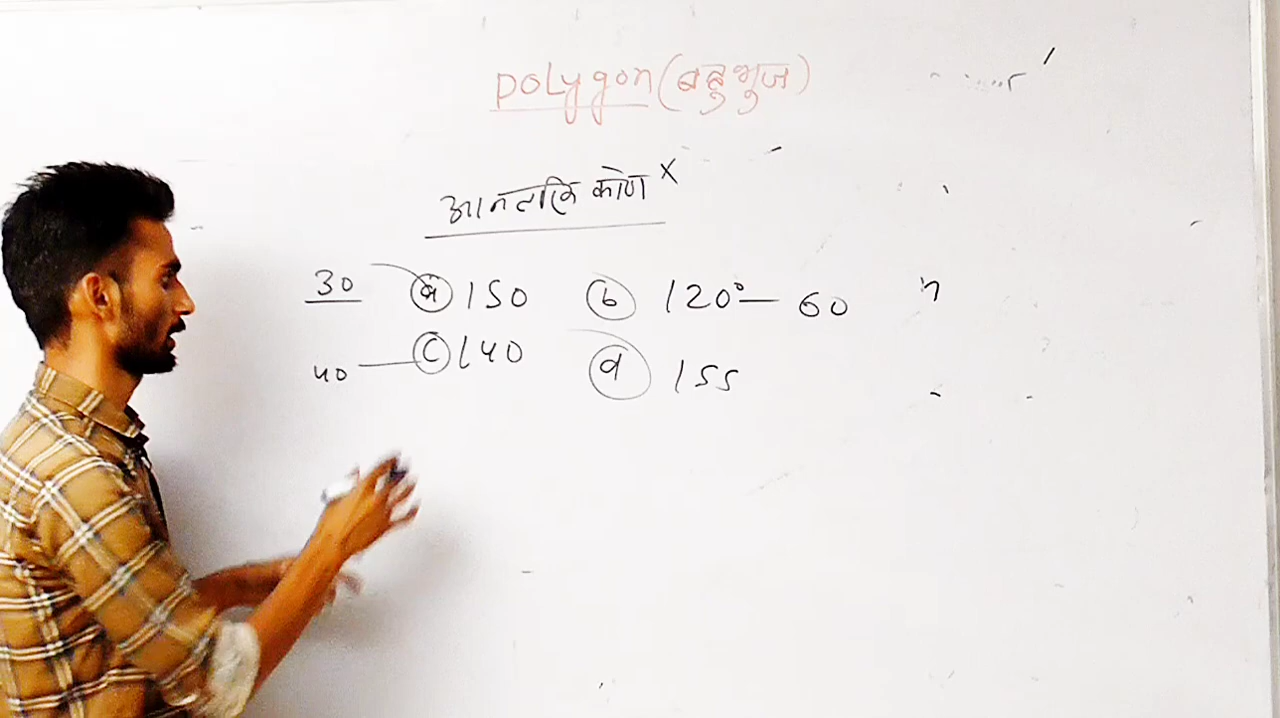 polygon (बहुभुज)
आन्तरिक कोण x
30 (a) 150 (b) 120° — 60
40 — (c) 140 (d) 155